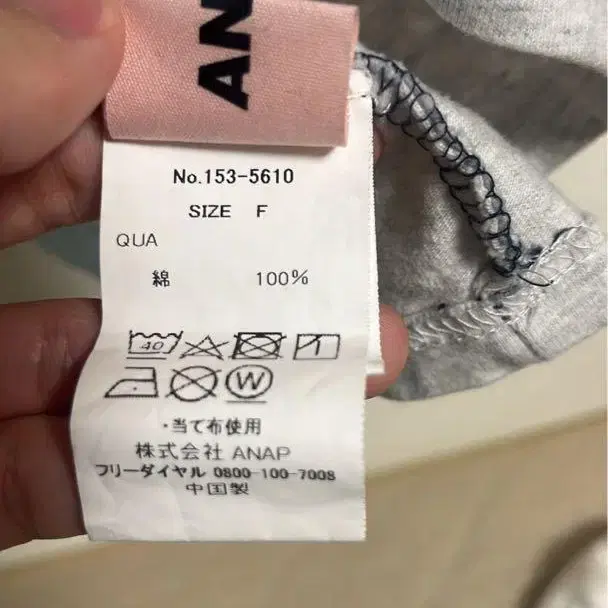 AN
No.153-5610
SIZE F
QUA
綿 100%
40
W
・当て布使用
株式会社 ANAP
フリーダイヤル 0800-100-7008
中国製